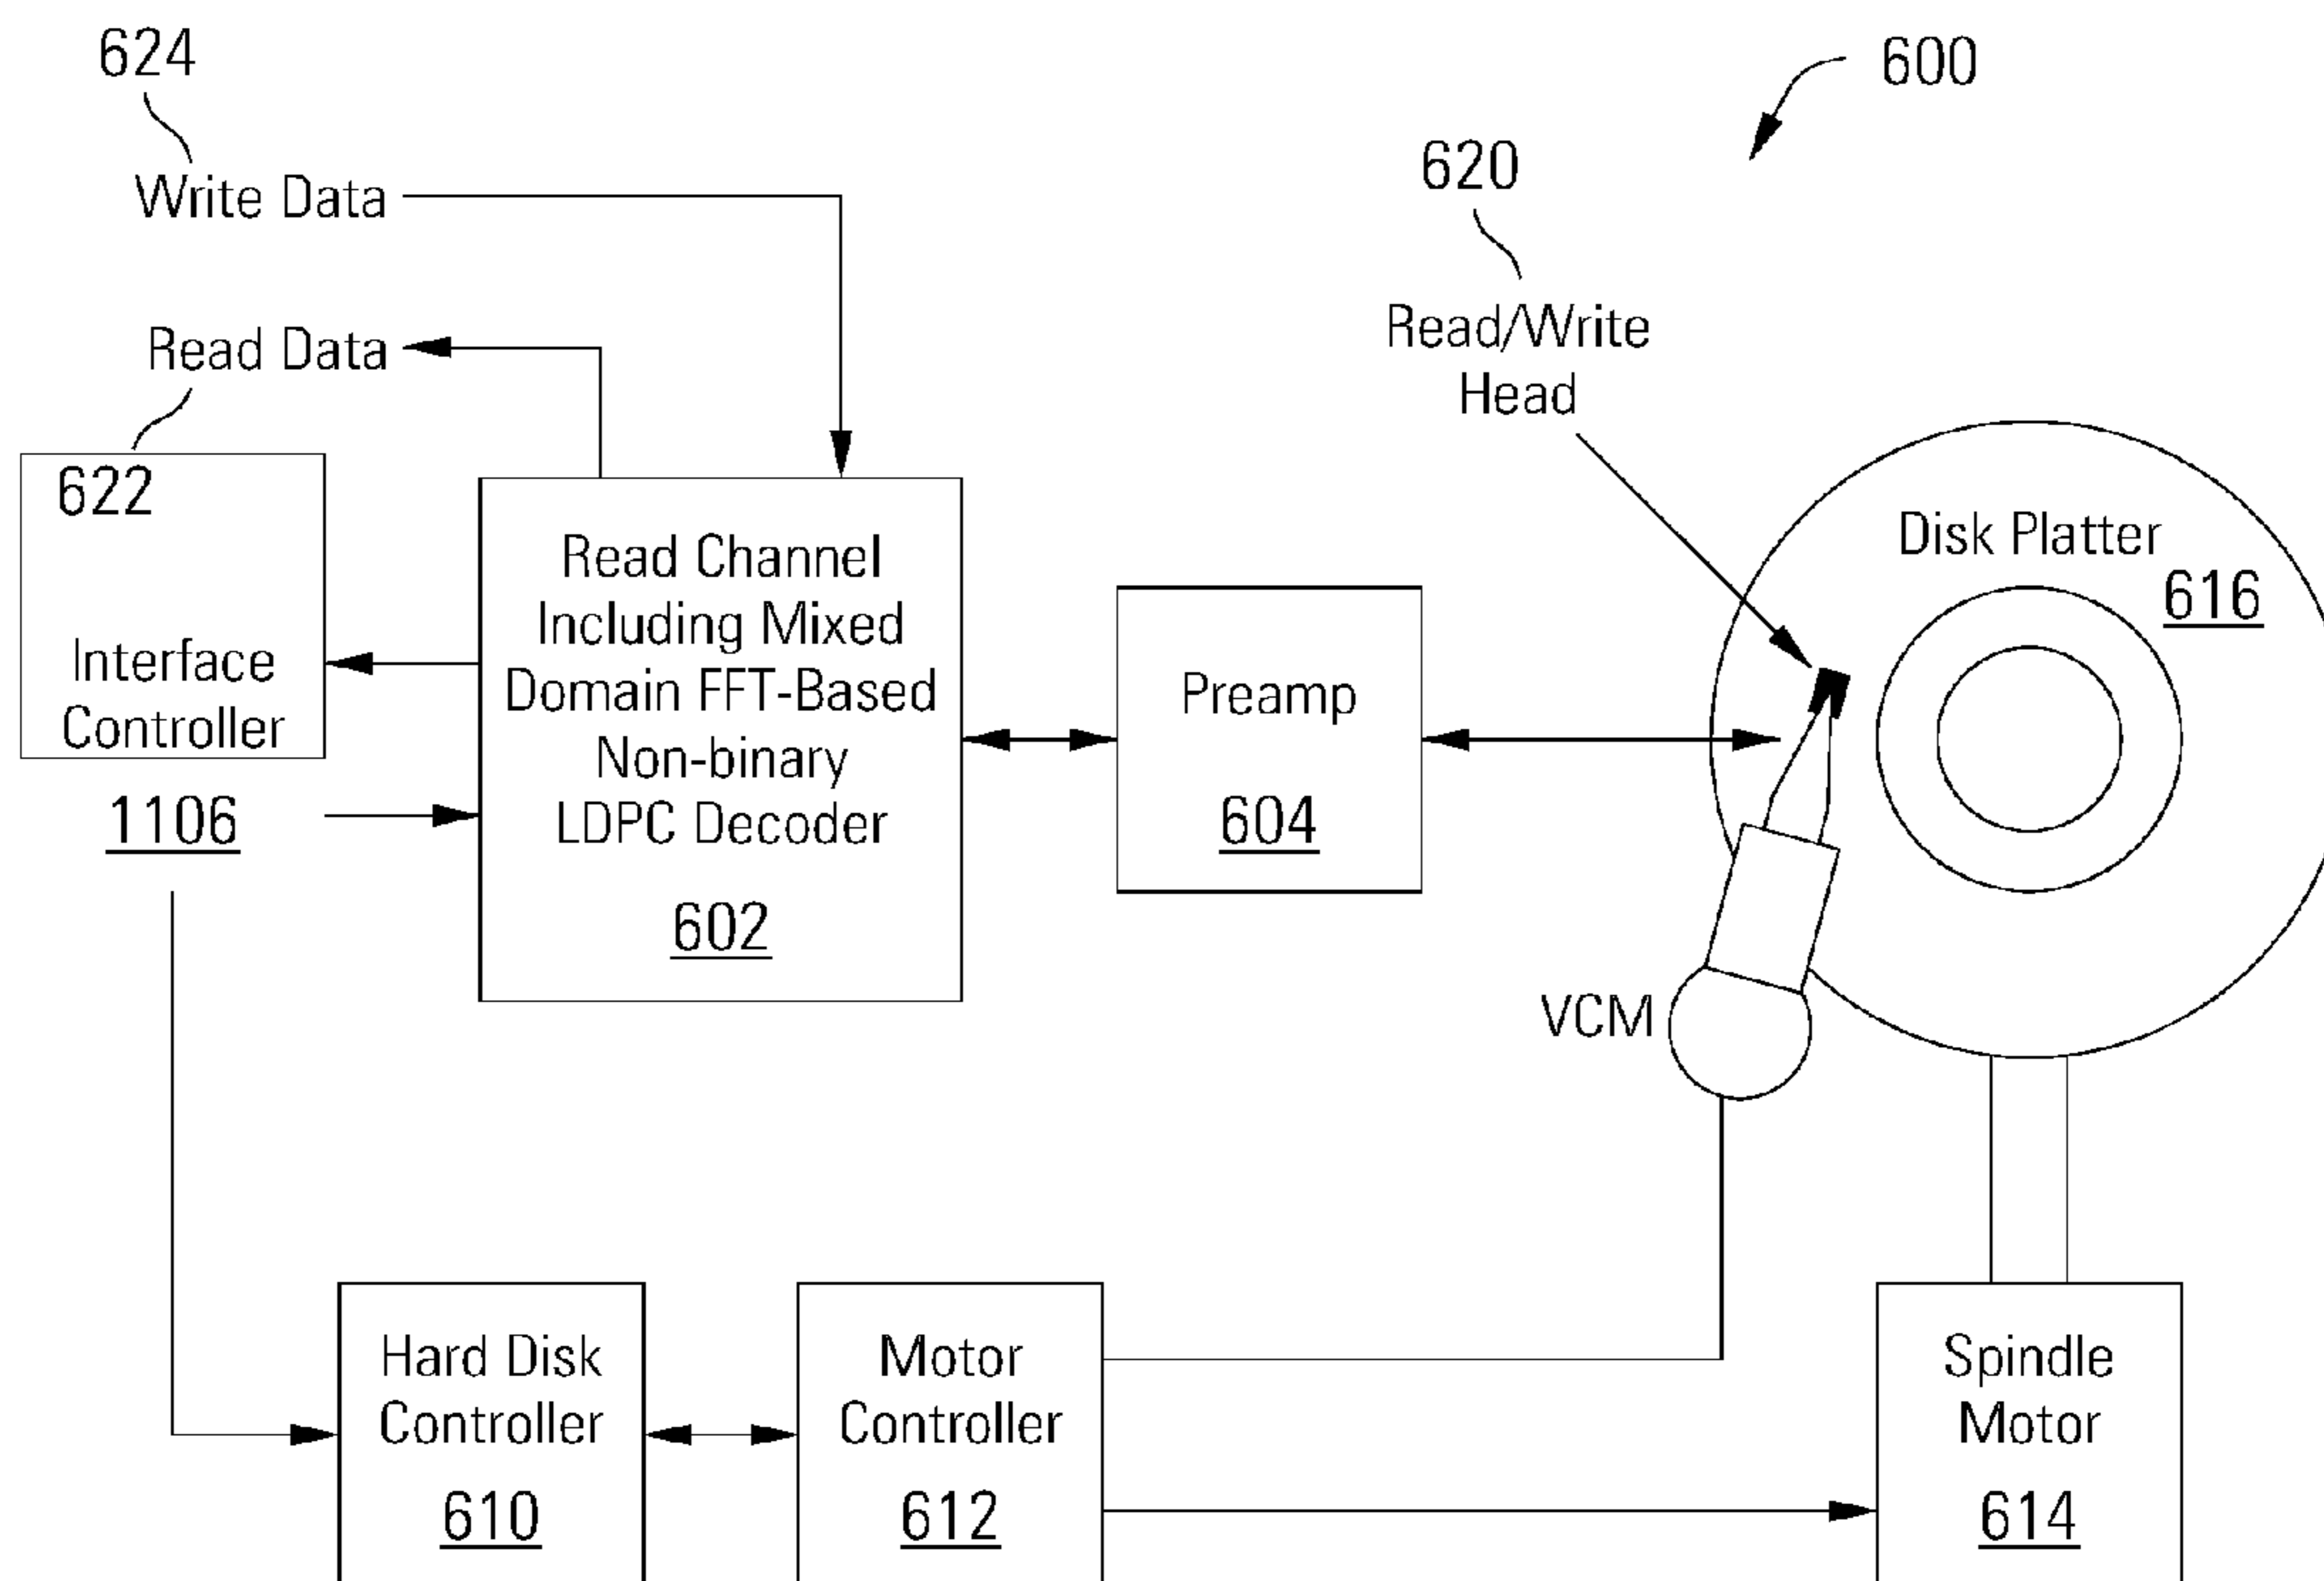 624
600
Write Data
620
Read/Write
Head
Read Data
622
Interface
Controller
1106
Read Channel
Including Mixed
Domain FFT-Based
Non-binary
LDPC Decoder
602
Preamp
604
Disk Platter
616
VCM
Hard Disk
Controller
610
Motor
Controller
612
Spindle
Motor
614